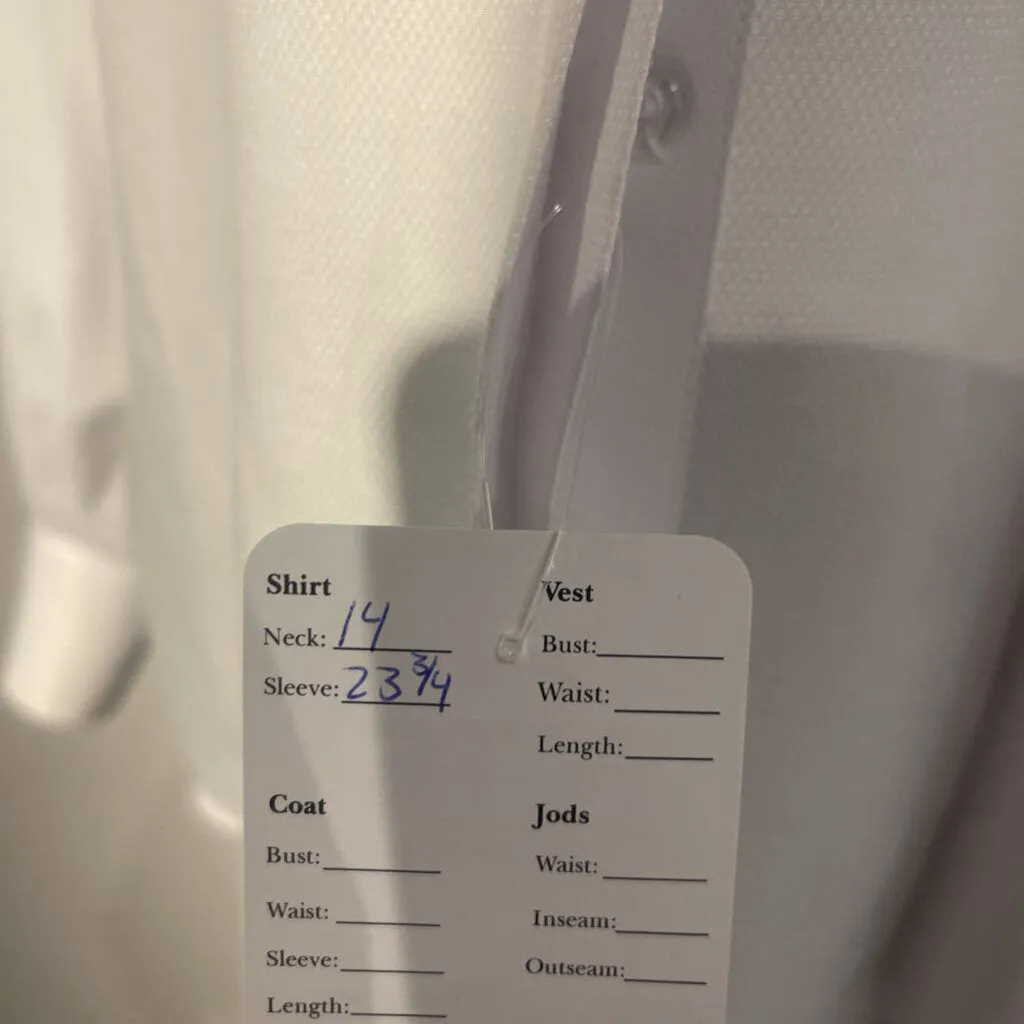 Shirt
Neck: 14
Sleeve: 23 3/4
Vest
Bust:
Waist:
Length:
Coat
Bust:
Waist:
Sleeve:
Length:
Jods
Waist:
Inseam:
Outseam: